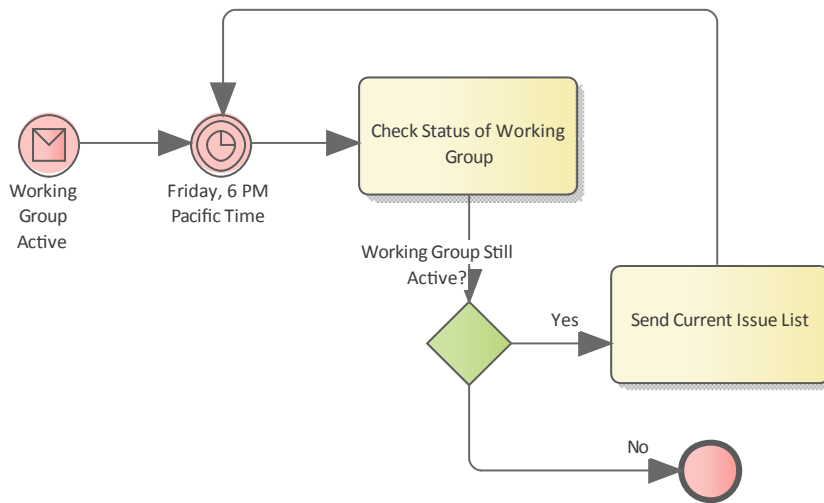 Working
Group
Active
Friday, 6 PM
Pacific Time
Check Status of Working
Group
Working Group Still
Active?
Yes
Send Current Issue List
No